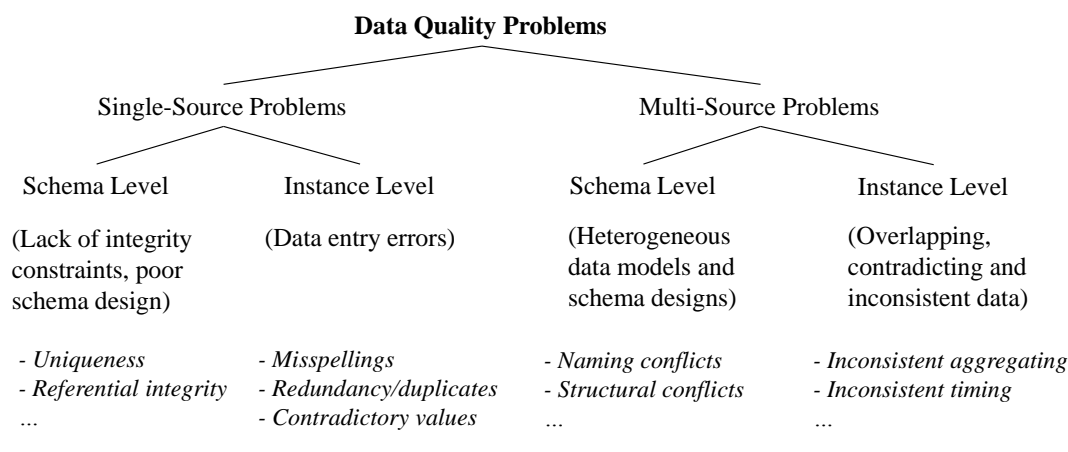 Data Quality Problems
Single-Source Problems
Multi-Source Problems
Schema Level
Instance Level
Schema Level
Instance Level
(Lack of integrity
constraints, poor
schema design)
(Data entry errors)
(Heterogeneous
data models and
schema designs)
(Overlapping,
contradicting and
inconsistent data)
- Uniqueness
- Referential integrity
...
- Misspellings
- Redundancy/duplicates
- Contradictory values
- Naming conflicts
- Structural conflicts
...
- Inconsistent aggregating
- Inconsistent timing
...